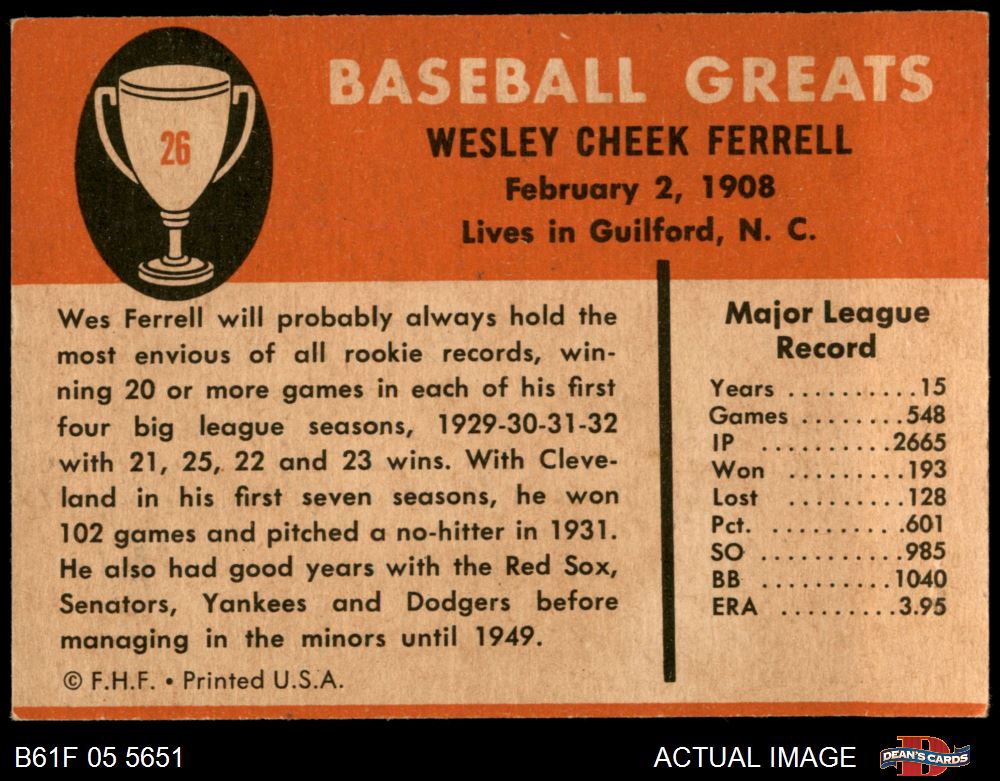 26
BASEBALL GREATS
WESLEY CHEEK FERRELL
February 2, 1908
Lives in Guilford, N. C.
Wes Ferrell will probably always hold the
most envious of all rookie records, win-
ning 20 or more games in each of his first
four big league seasons, 1929-30-31-32
with 21, 25, 22 and 23 wins. With Cleve-
land in his first seven seasons, he won
102 games and pitched a no-hitter in 1931.
He also had good years with the Red Sox,
Senators, Yankees and Dodgers before
managing in the minors until 1949.
© F.H.F. • Printed U.S.A.
Major League
Record
Years ..........15
Games ........548
IP ..........2665
Won .........193
Lost .........128
Pct. ..........601
SO ...........985
BB ..........1040
ERA .........3.95
B61F 05 5651
ACTUAL IMAGE
DEAN'S CARDS